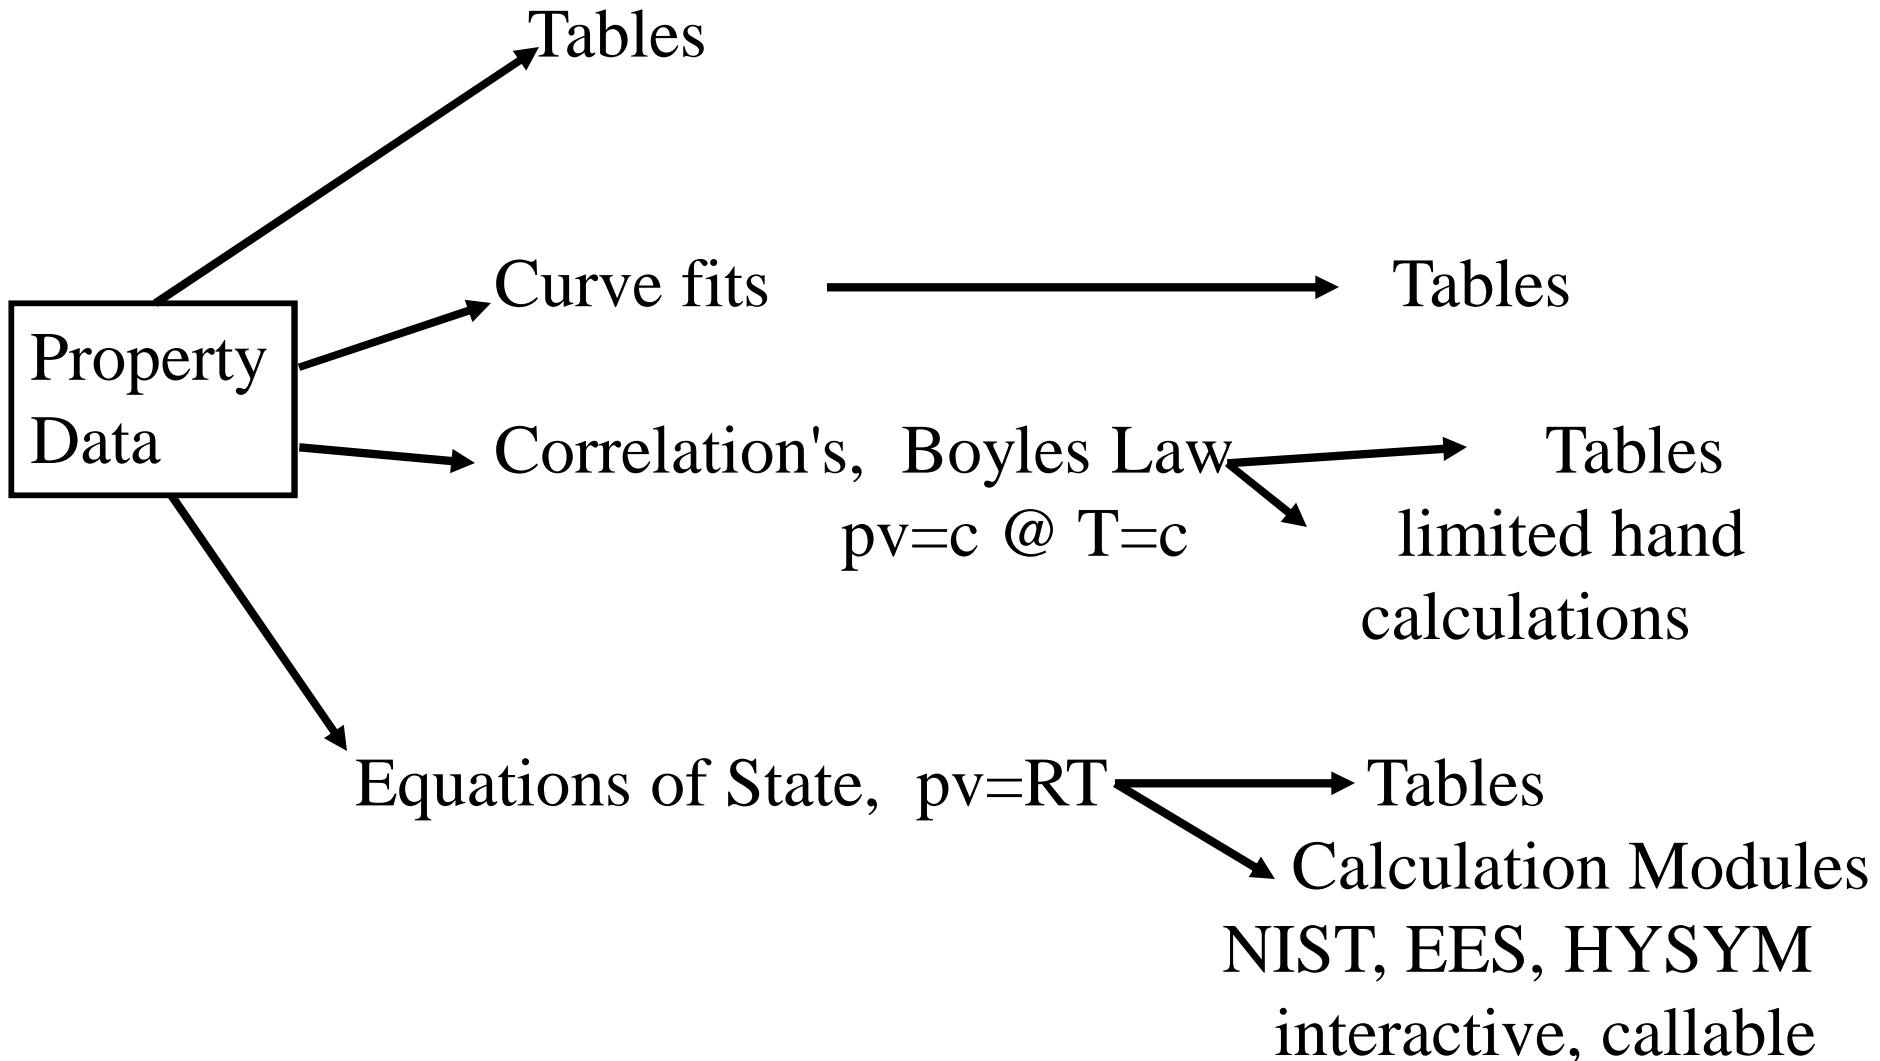 Tables
Curve fits Tables
Property
Data
Correlation's, Boyles Law Tables
pv=c @ T=c limited hand
calculations
Equations of State, pv=RT Tables
Calculation Modules
NIST, EES, HYSYM
interactive, callable